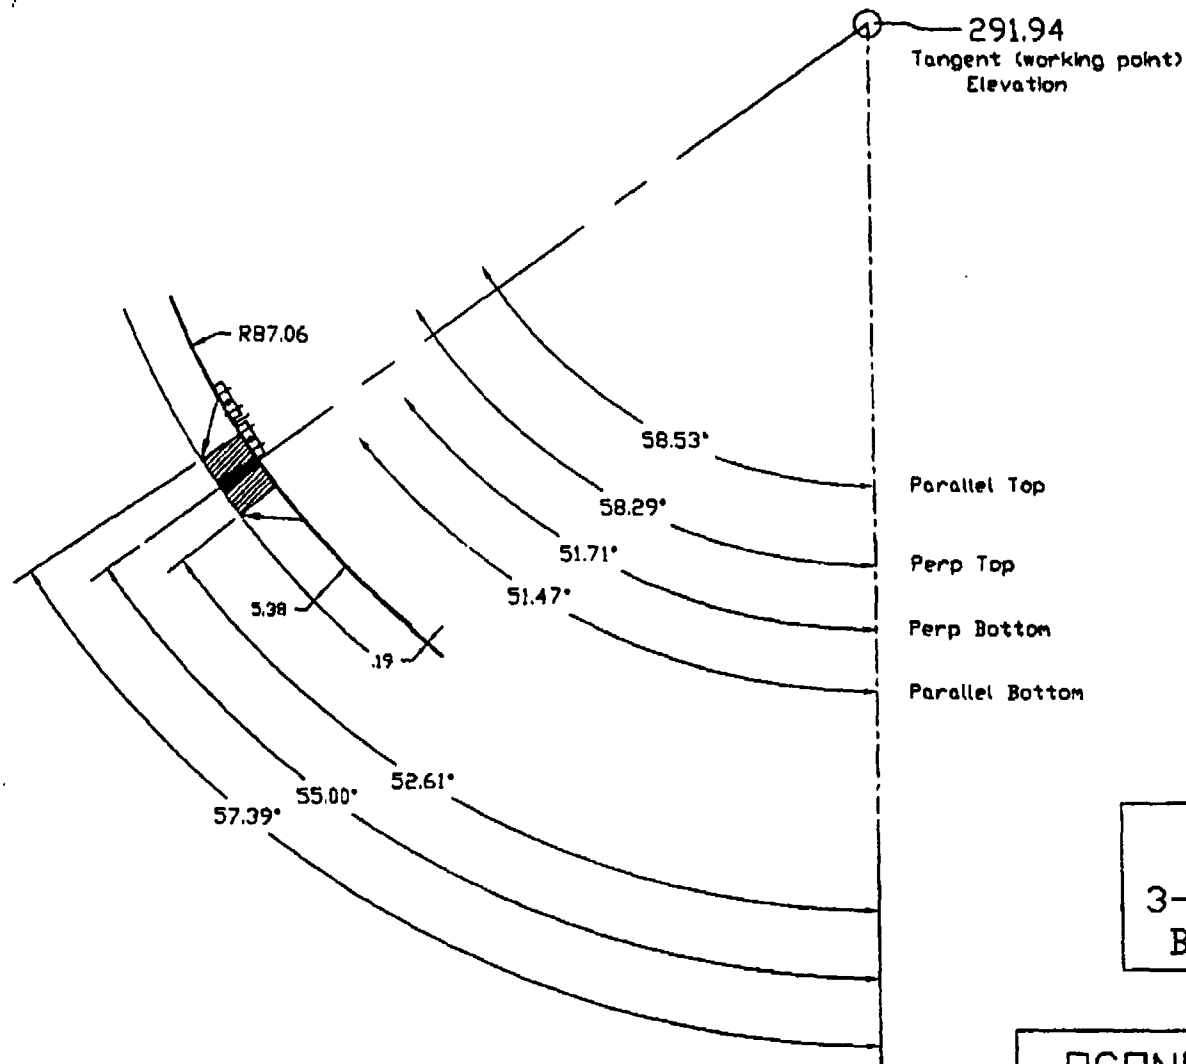 291.94
Tangent (working point)
Elevation
R87.06
58.53°
Parallel Top
58.29°
Perp Top
51.71°
Perp Bottom
51.47°
Parallel Bottom
5.38
.19
52.61°
55.00°
57.39°
3-
B